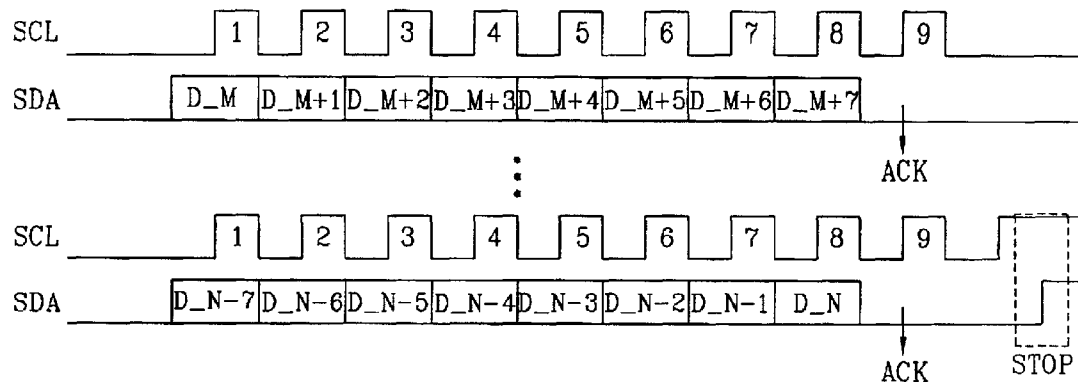 SCL 1 2 3 4 5 6 7 8 9
SDA D_M D_M+1 D_M+2 D_M+3 D_M+4 D_M+5 D_M+6 D_M+7
ACK
SCL 1 2 3 4 5 6 7 8 9
SDA D_N-7 D_N-6 D_N-5 D_N-4 D_N-3 D_N-2 D_N-1 D_N
ACK STOP